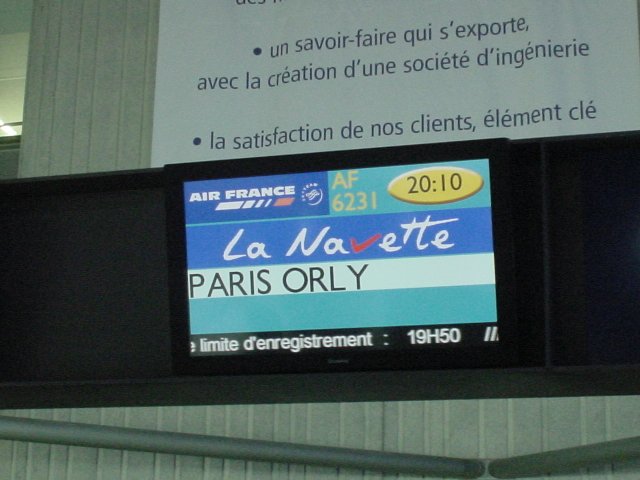 • un savoir-faire qui s'exporte,
avec la création d'une société d'ingénierie
• la satisfaction de nos clients, élément clé
AIR FRANCE
AF
6231
20:10
La Navette
PARIS ORLY
limite d'enregistrement : 19H50 ///